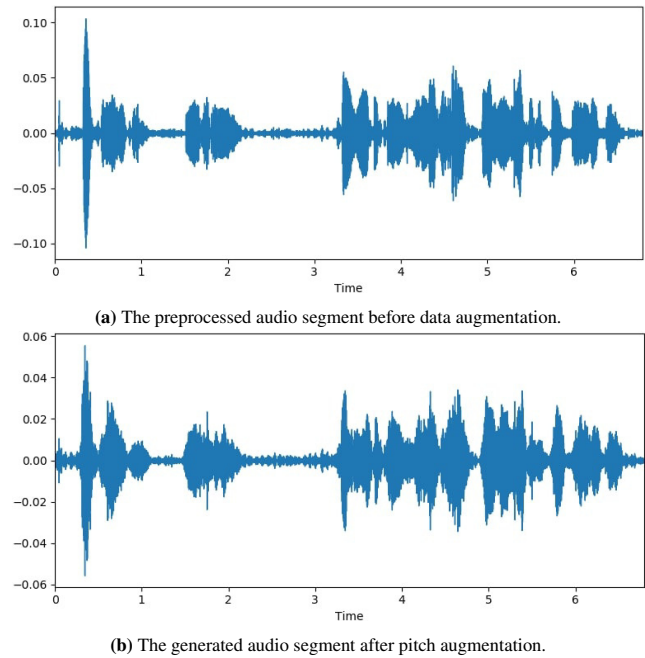 0.10
0.05
0.00
−0.05
−0.10
0 1 2 3 4 5 6
Time
(a) The preprocessed audio segment before data augmentation.
0.06
0.04
0.02
0.00
−0.02
−0.04
−0.06
0 1 2 3 4 5 6
Time
(b) The generated audio segment after pitch augmentation.